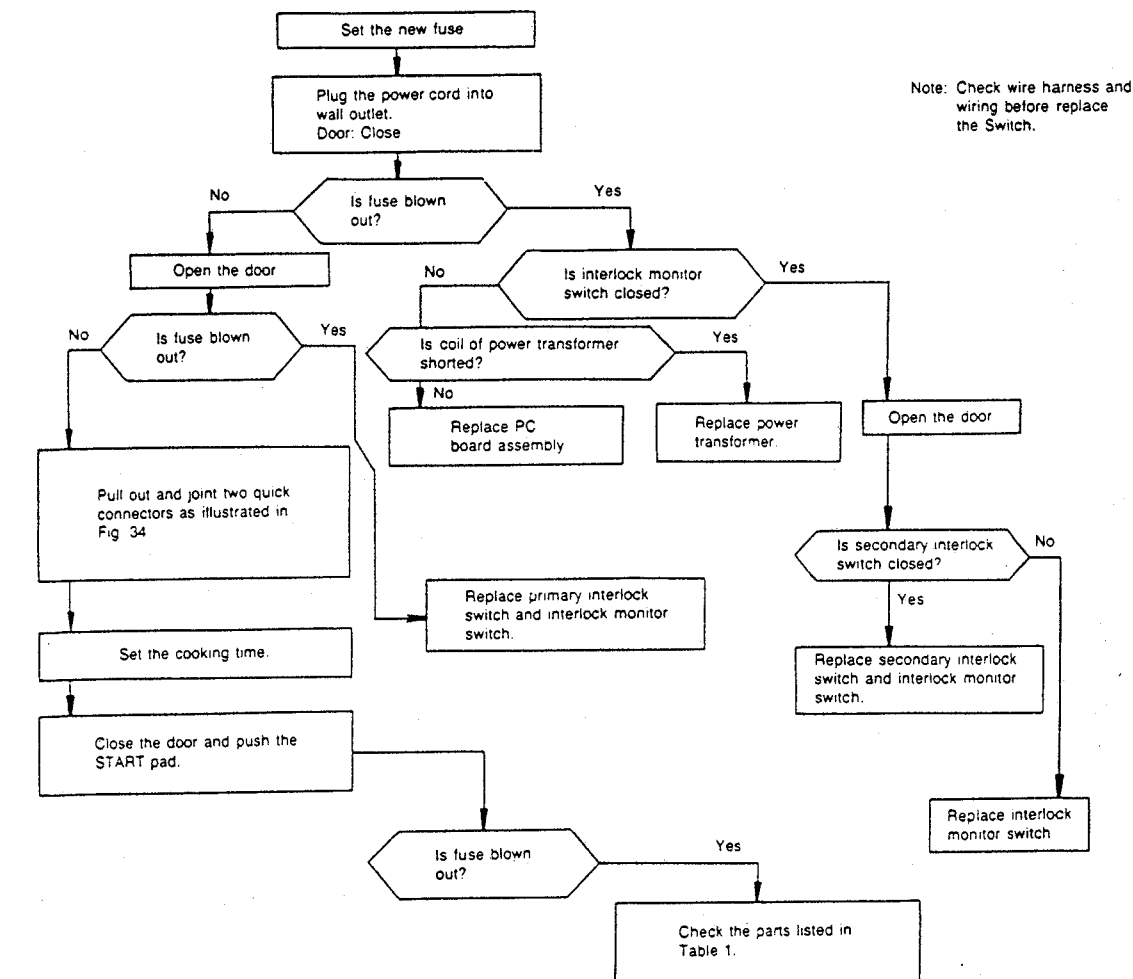 Set the new fuse
Plug the power cord into
wall outlet.
Door: Close
Note: Check wire harness and
wiring before replace
the Switch.
No
Is fuse blown
out?
Yes
Open the door
No
Is interlock monitor
switch closed?
Yes
No
Is fuse blown
out?
Yes
Is coil of power transformer
shorted?
Yes
No
Replace PC
board assembly
Replace power
transformer.
Open the door
Pull out and joint two quick
connectors as illustrated in
Fig 34
Is secondary interlock
switch closed?
No
Yes
Replace primary interlock
switch and interlock monitor
switch.
Set the cooking time.
Replace secondary interlock
switch and interlock monitor
switch.
Close the door and push the
START pad.
Replace interlock
monitor switch
Is fuse blown
out?
Yes
Check the parts listed in
Table 1.